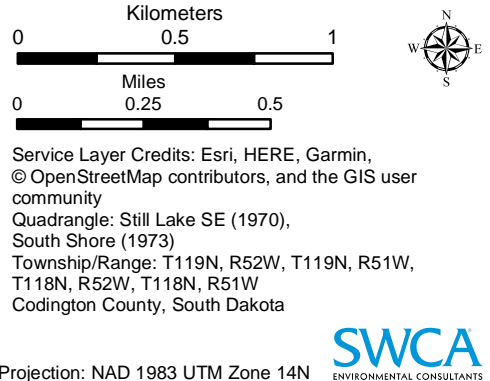 Kilometers
0 0.5 1
Miles
0 0.25 0.5
N
W E
S
Service Layer Credits: Esri, HERE, Garmin,
© OpenStreetMap contributors, and the GIS user
community
Quadrangle: Still Lake SE (1970),
South Shore (1973)
Township/Range: T119N, R52W, T119N, R51W,
T118N, R52W, T118N, R51W
Codington County, South Dakota
SWCA
ENVIRONMENTAL CONSULTANTS
Projection: NAD 1983 UTM Zone 14N